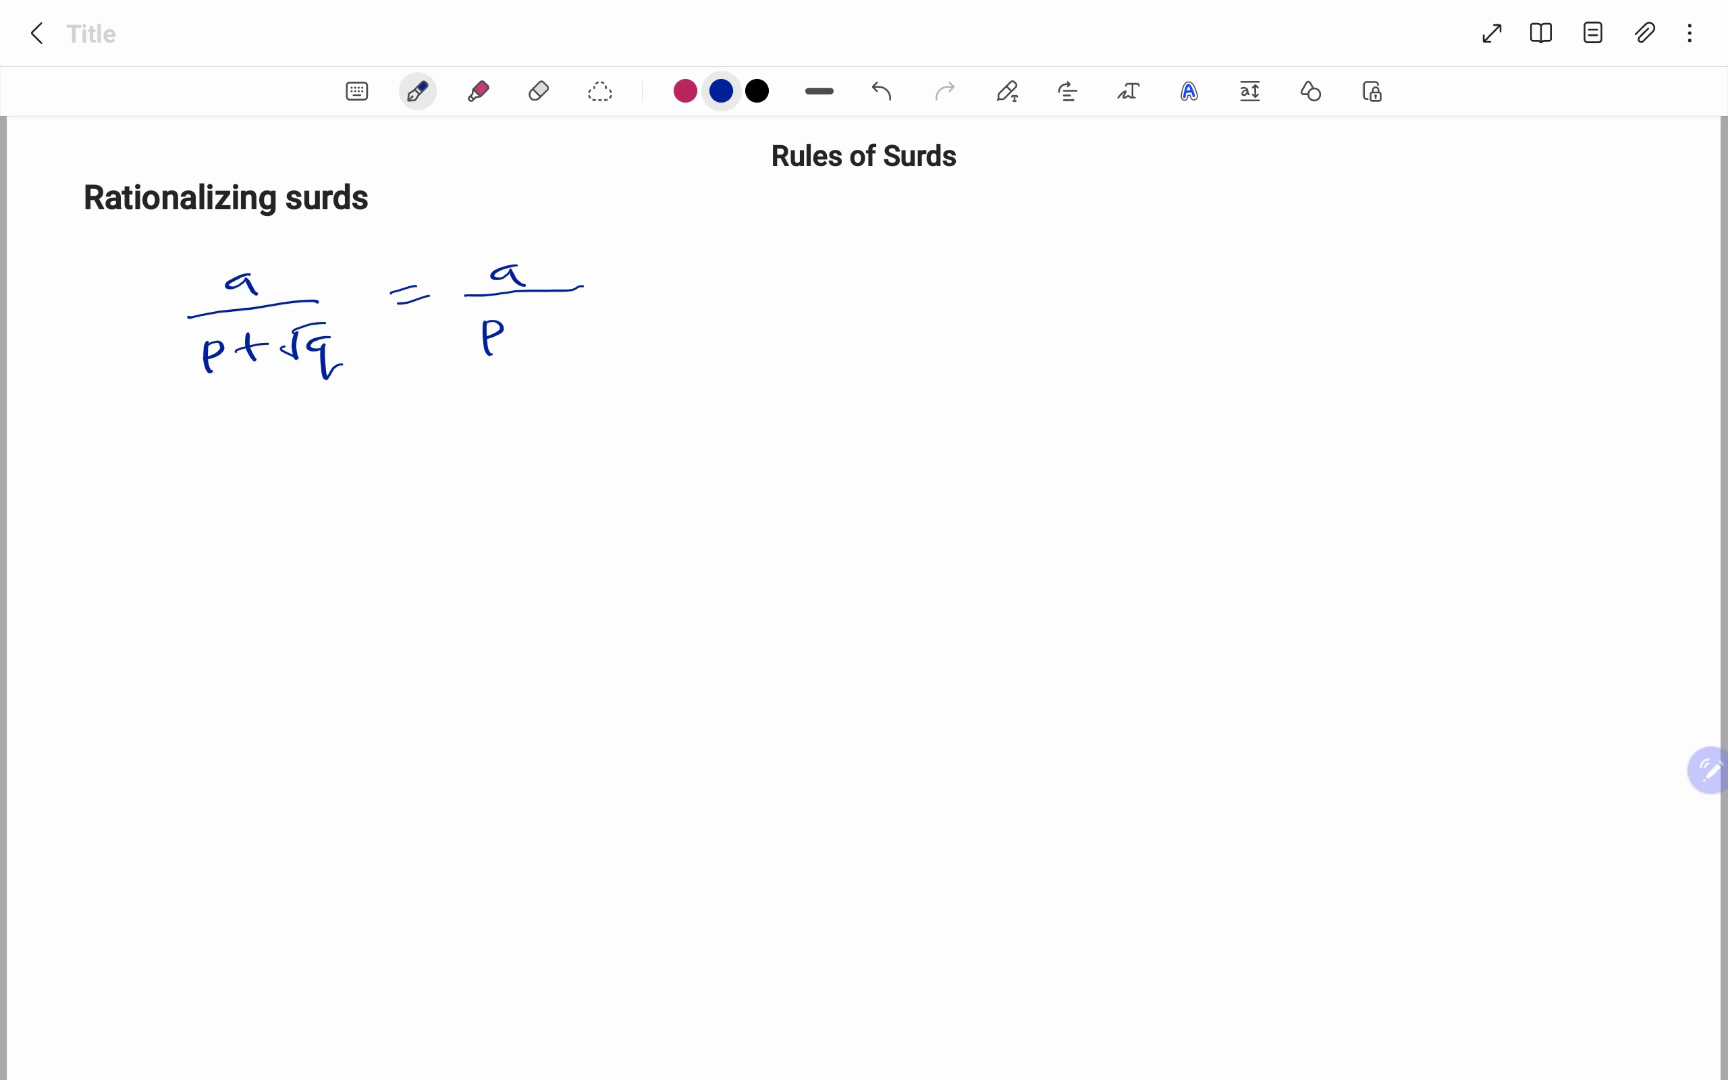 Title
Rules of Surds
Rationalizing surds
a/(p+√q) = a/p